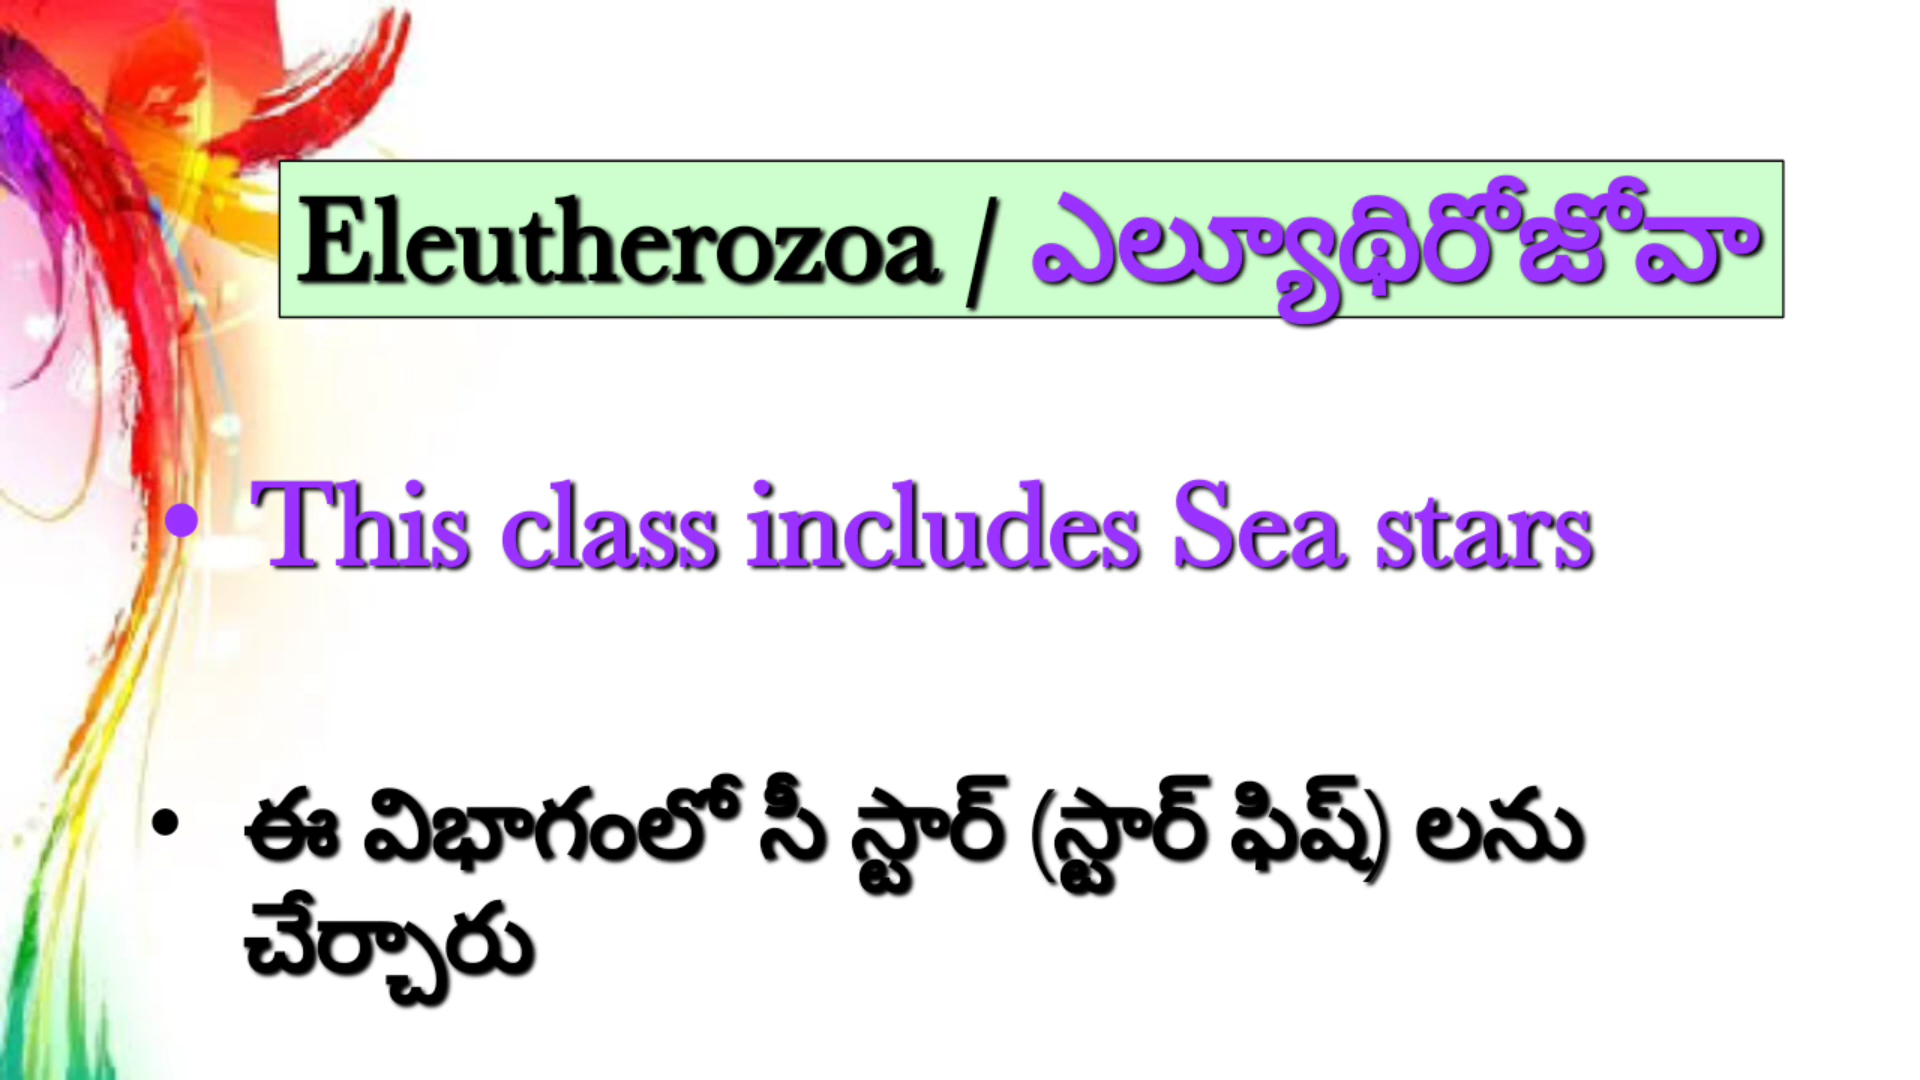 Eleutherozoa / ఎల్యూథిరోజోవా
• This class includes Sea stars
• ఈ విభాగంలో సీ స్టార్ (స్టార్ ఫిష్) లను
చేర్చారు